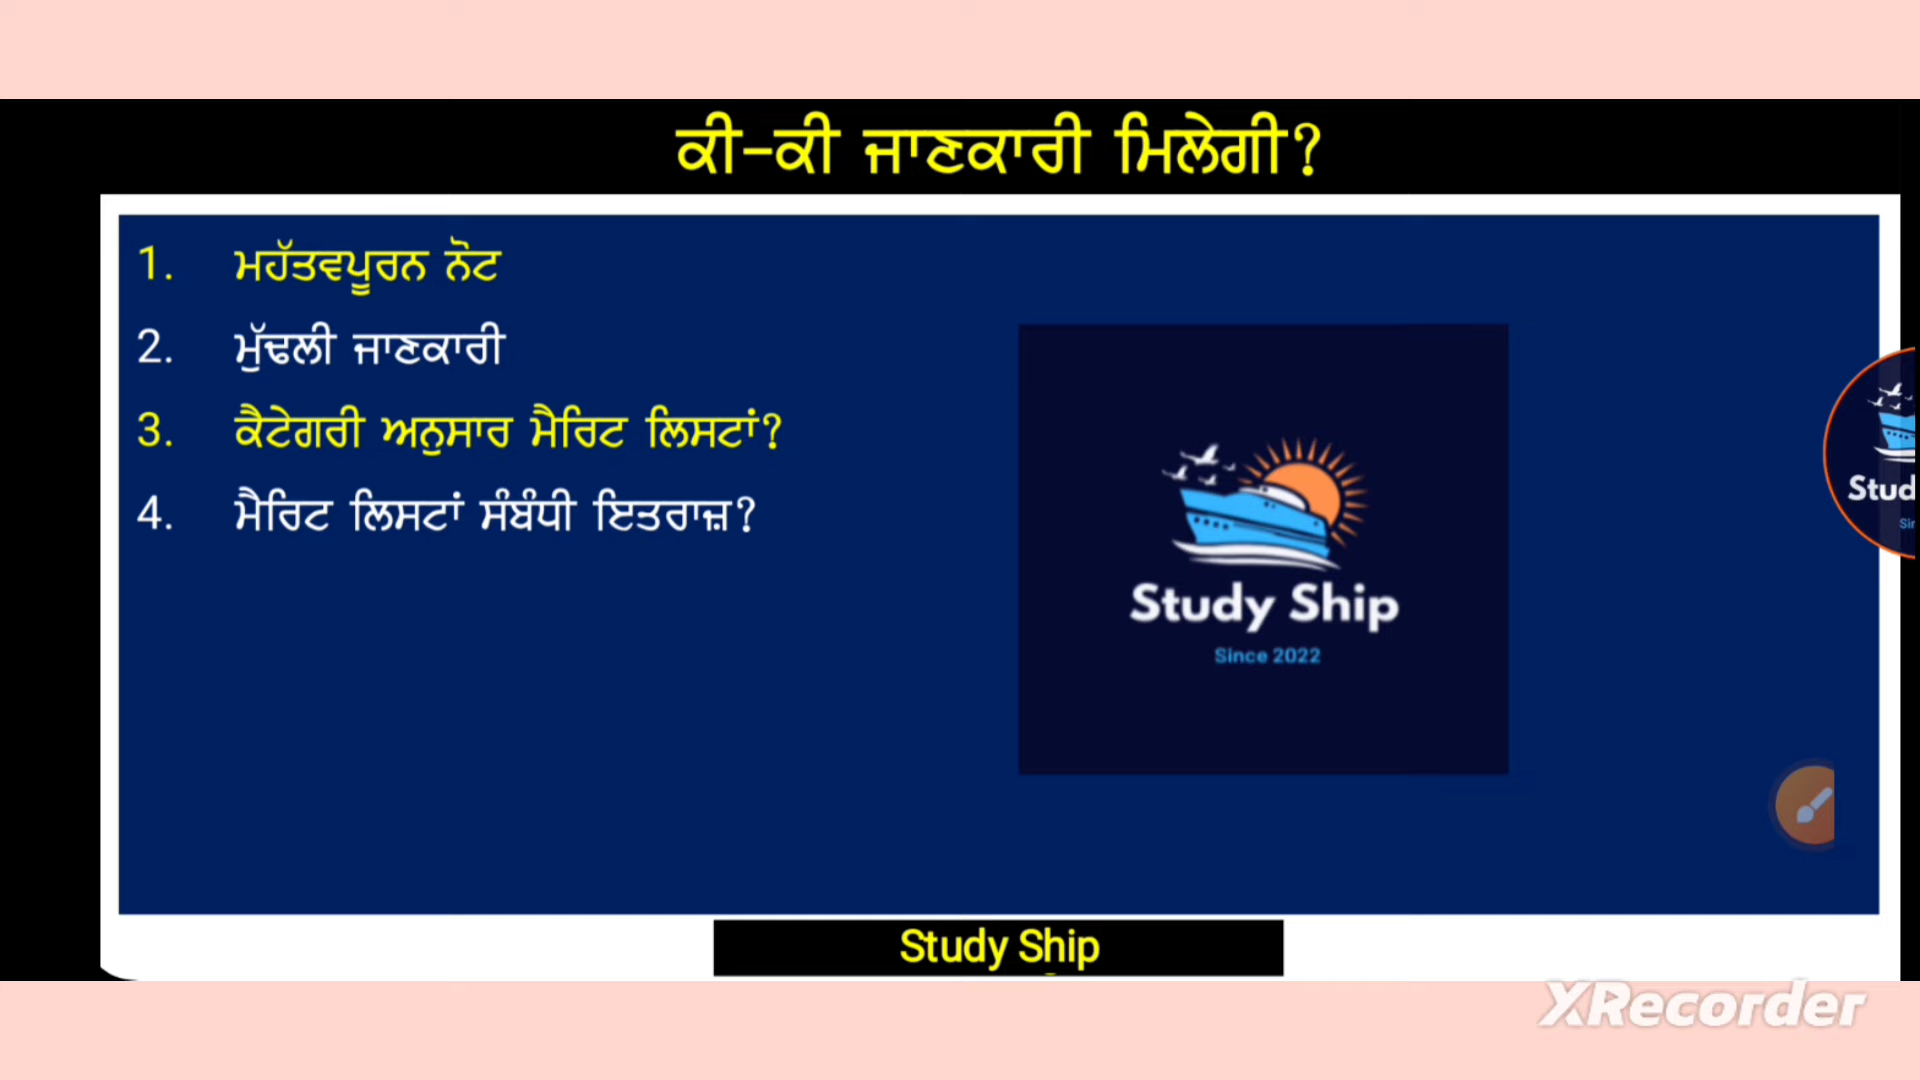 ਕੀ-ਕੀ ਜਾਣਕਾਰੀ ਮਿਲੇਗੀ?
1. ਮਹੱਤਵਪੂਰਨ ਨੋਟ
2. ਮੁੱਢਲੀ ਜਾਣਕਾਰੀ
3. ਕੈਟੇਗਰੀ ਅਨੁਸਾਰ ਮੈਰਿਟ ਲਿਸਟਾਂ?
4. ਮੈਰਿਟ ਲਿਸਟਾਂ ਸੰਬੰਧੀ ਇਤਰਾਜ਼?
Study Ship
Since 2022
Stud
Sin
Study Ship
XRecorder